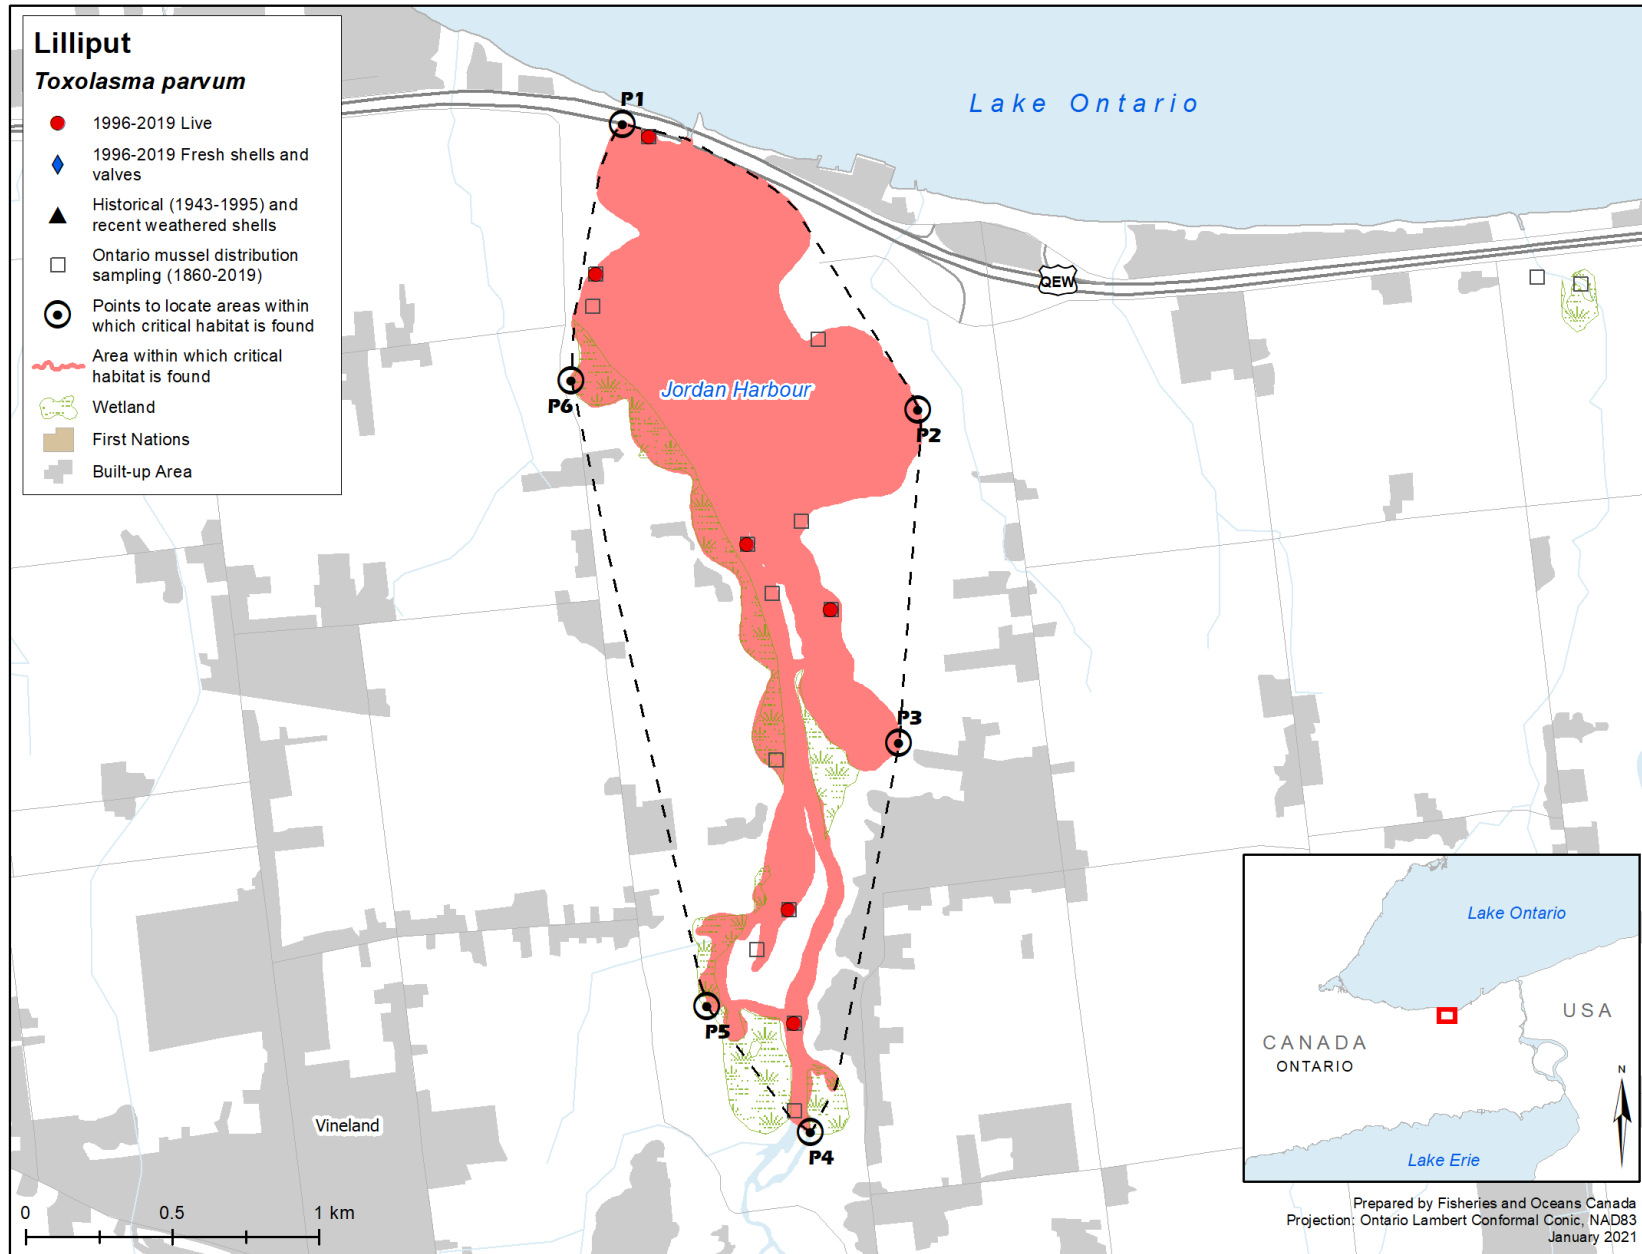 Lilliput
Toxolasma parvum
1996-2019 Live
1996-2019 Fresh shells and
valves
Historical (1943-1995) and
recent weathered shells
Ontario mussel distribution
sampling (1860-2019)
Points to locate areas within
which critical habitat is found
Area within which critical
habitat is found
Wetland
First Nations
Built-up Area
P1
Lake Ontario
QEW
Jordan Harbour
P6
P2
P3
P5
P4
Vineland
0 0.5 1 km
Lake Ontario
USA
CANADA
ONTARIO
N
Lake Erie
Prepared by Fisheries and Oceans Canada
Projection: Ontario Lambert Conformal Conic, NAD83
January 2021